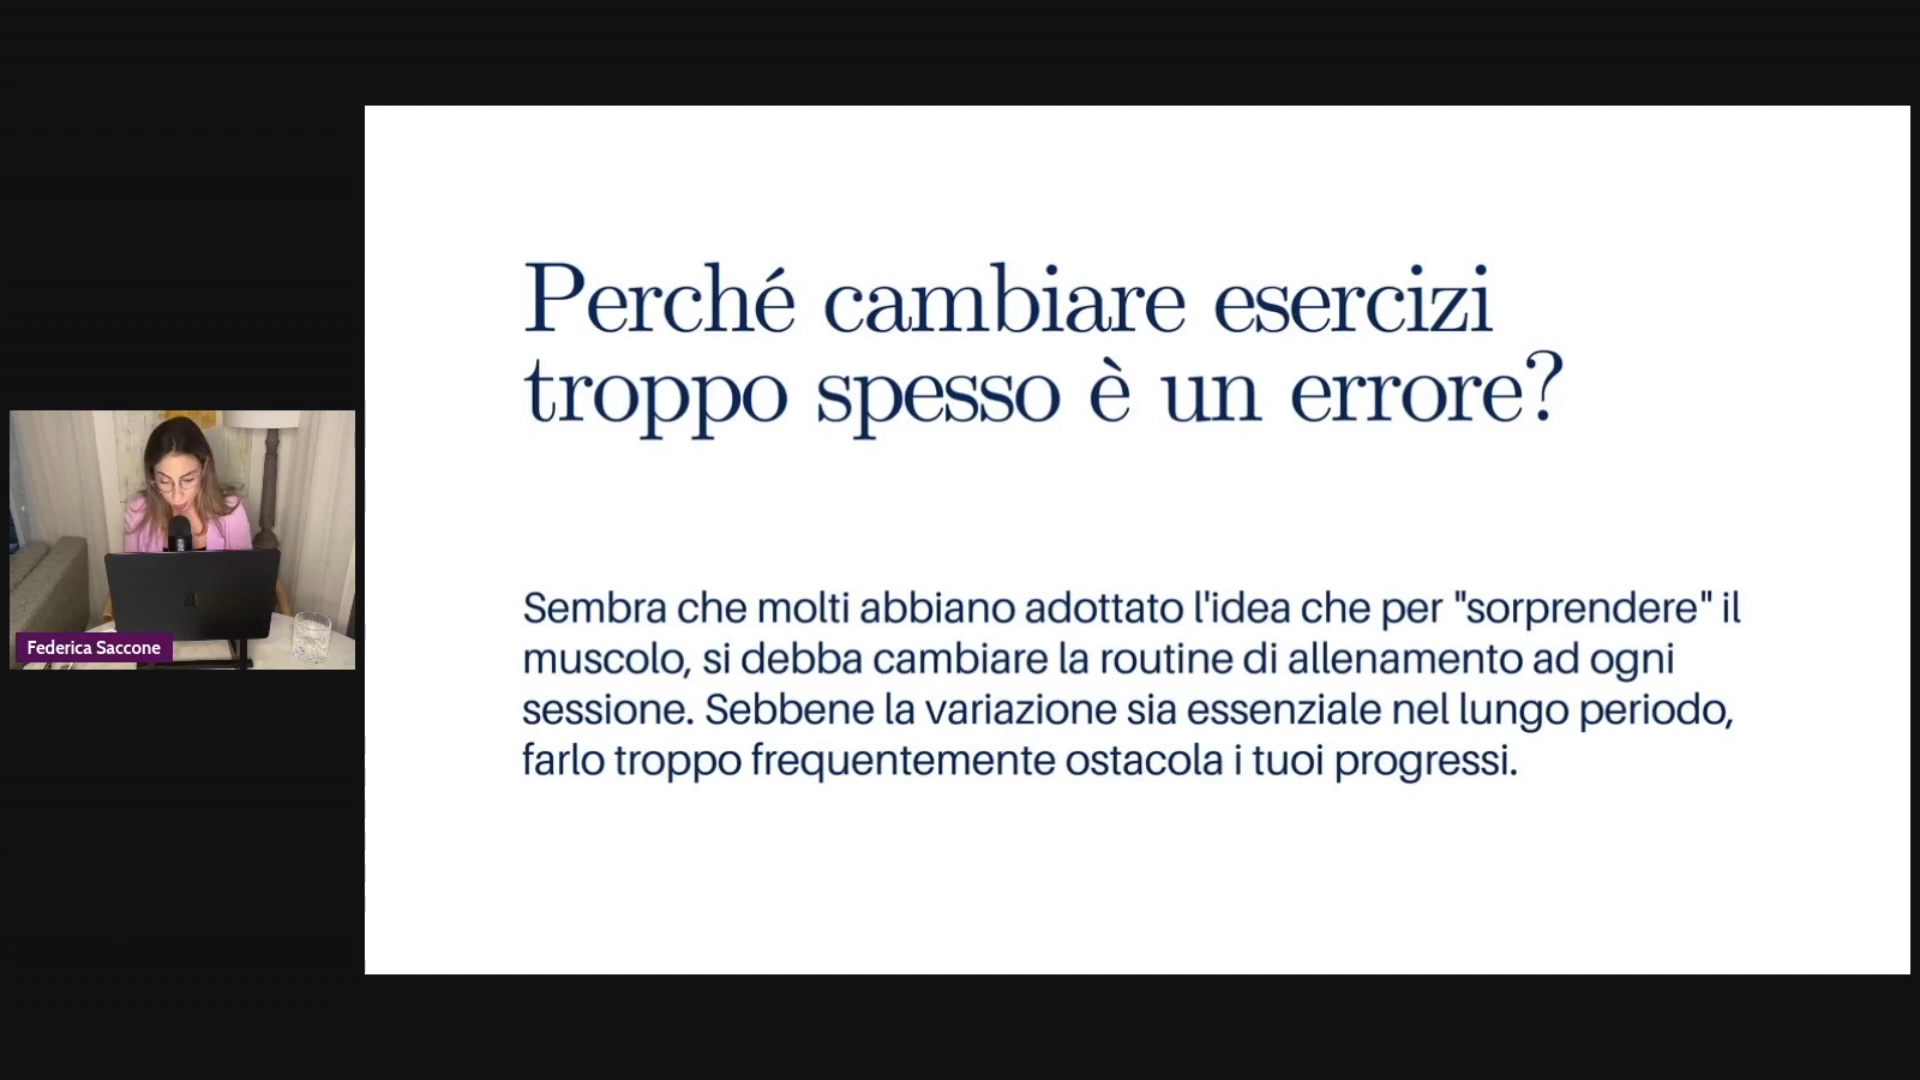 Perché cambiare esercizi
troppo spesso è un errore?
Sembra che molti abbiano adottato l'idea che per "sorprendere" il
muscolo, si debba cambiare la routine di allenamento ad ogni
sessione. Sebbene la variazione sia essenziale nel lungo periodo,
farlo troppo frequentemente ostacola i tuoi progressi.
Federica Saccone